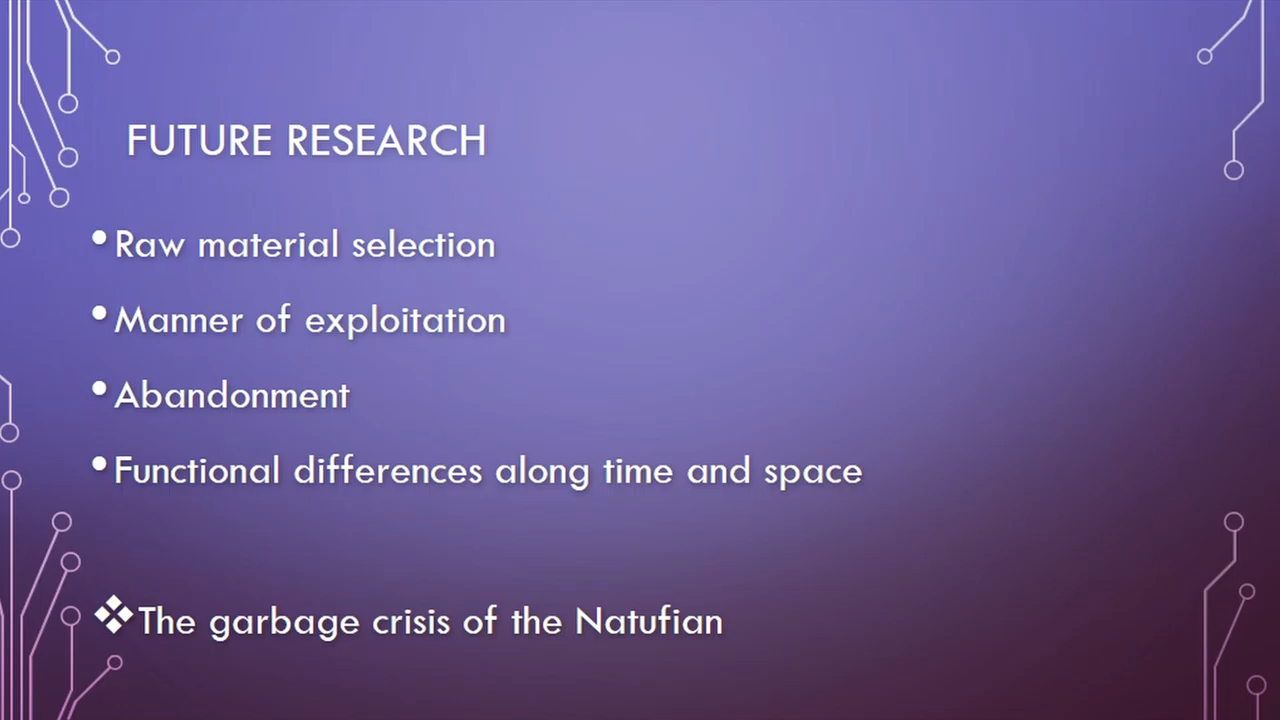 FUTURE RESEARCH
• Raw material selection
• Manner of exploitation
• Abandonment
• Functional differences along time and space
❖ The garbage crisis of the Natufian